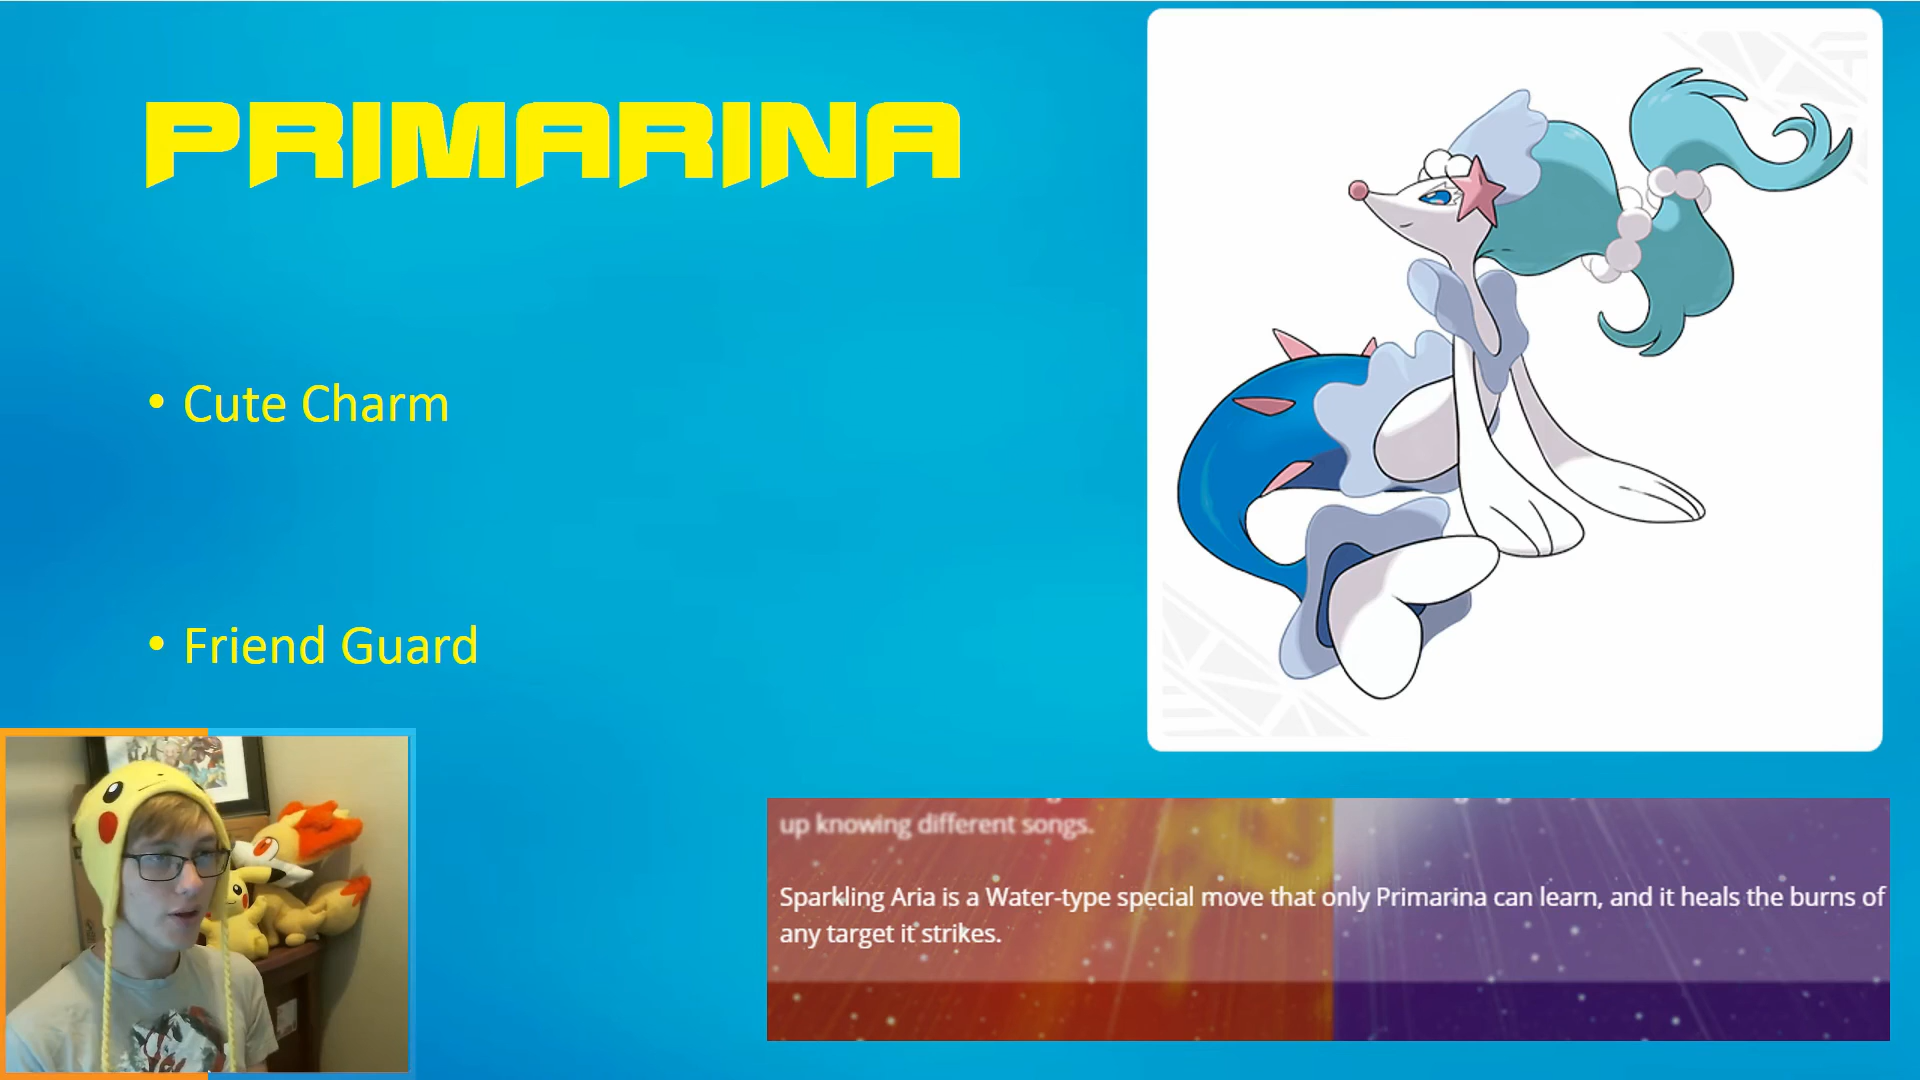 PRIMARINA
• Cute Charm
• Friend Guard
up knowing different songs.
Sparkling Aria is a Water-type special move that only Primarina can learn, and it heals the burns of
any target it strikes.